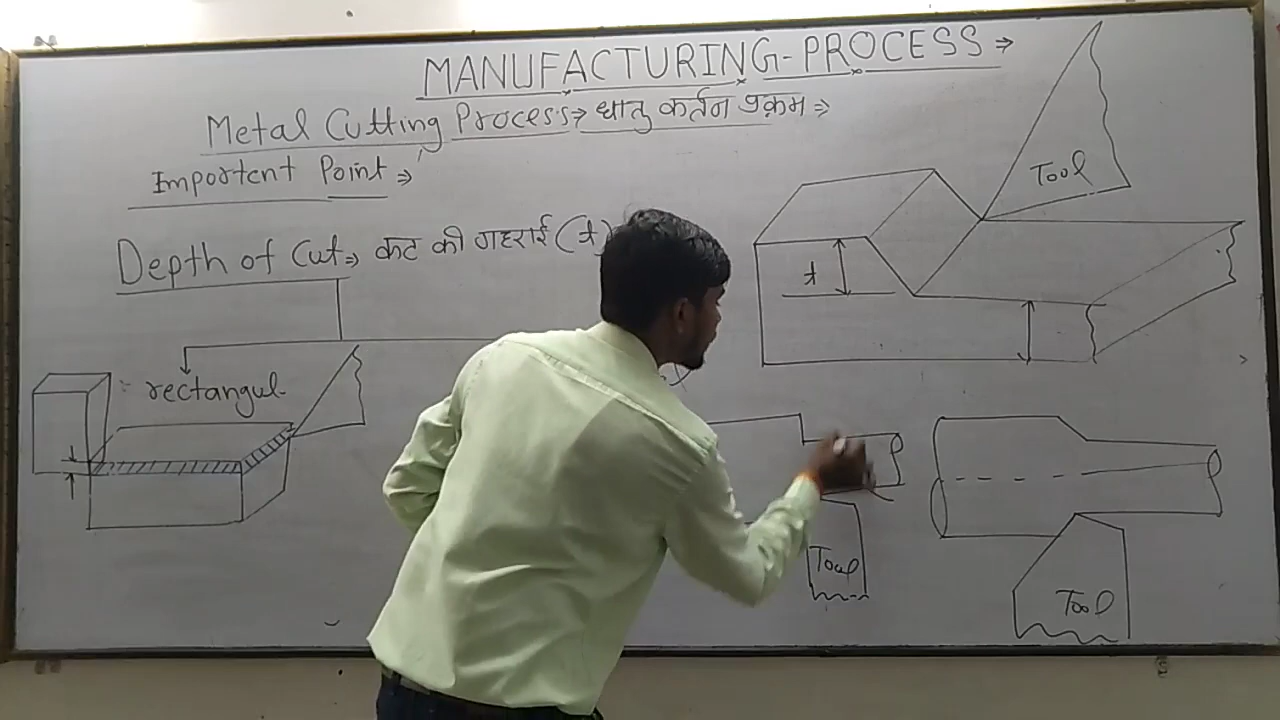 MANUFACTURING-PROCESS ⇒
Metal Cutting Process ⇒ धातु कर्तन प्रक्रम ⇒
Importent Point ⇒
Depth of Cut ⇒ कट की गहराई (t)
rectangul
Tool
t
Tool
Tool